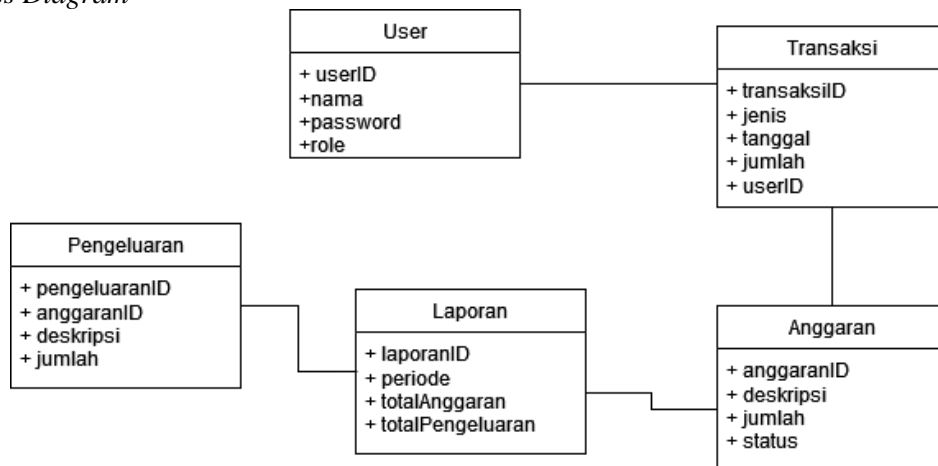 Diagram
User
+ userID
+nama
+password
+role
Transaksi
+ transaksiID
+ jenis
+ tanggal
+ jumlah
+ userID
Pengeluaran
+ pengeluaranID
+ anggaranID
+ deskripsi
+ jumlah
Laporan
+ laporanID
+ periode
+ totalAnggaran
+ totalPengeluaran
Anggaran
+ anggaranID
+ deskripsi
+ jumlah
+ status